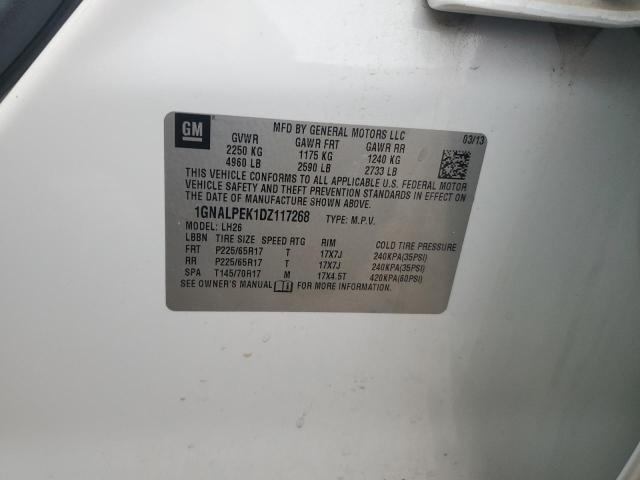 GM
MFD BY GENERAL MOTORS LLC 03/13
GVWR GAWR FRT GAWR RR
2250 KG 1175 KG 1240 KG
4960 LB 2590 LB 2733 LB
THIS VEHICLE CONFORMS TO ALL APPLICABLE U.S. FEDERAL MOTOR
VEHICLE SAFETY AND THEFT PREVENTION STANDARDS IN EFFECT ON
THE DATE OF MANUFACTURE SHOWN ABOVE.
1GNALPEK1DZ117268 TYPE: M.P.V.
MODEL: LH26
LBBN TIRE SIZE SPEED RTG RIM COLD TIRE PRESSURE
FRT P225/65R17 T 17X7J 240KPA(35PSI)
RR P225/65R17 T 17X7J 240KPA(35PSI)
SPA T145/70R17 M 17X4.5T 420KPA(60PSI)
SEE OWNER'S MANUAL FOR MORE INFORMATION.